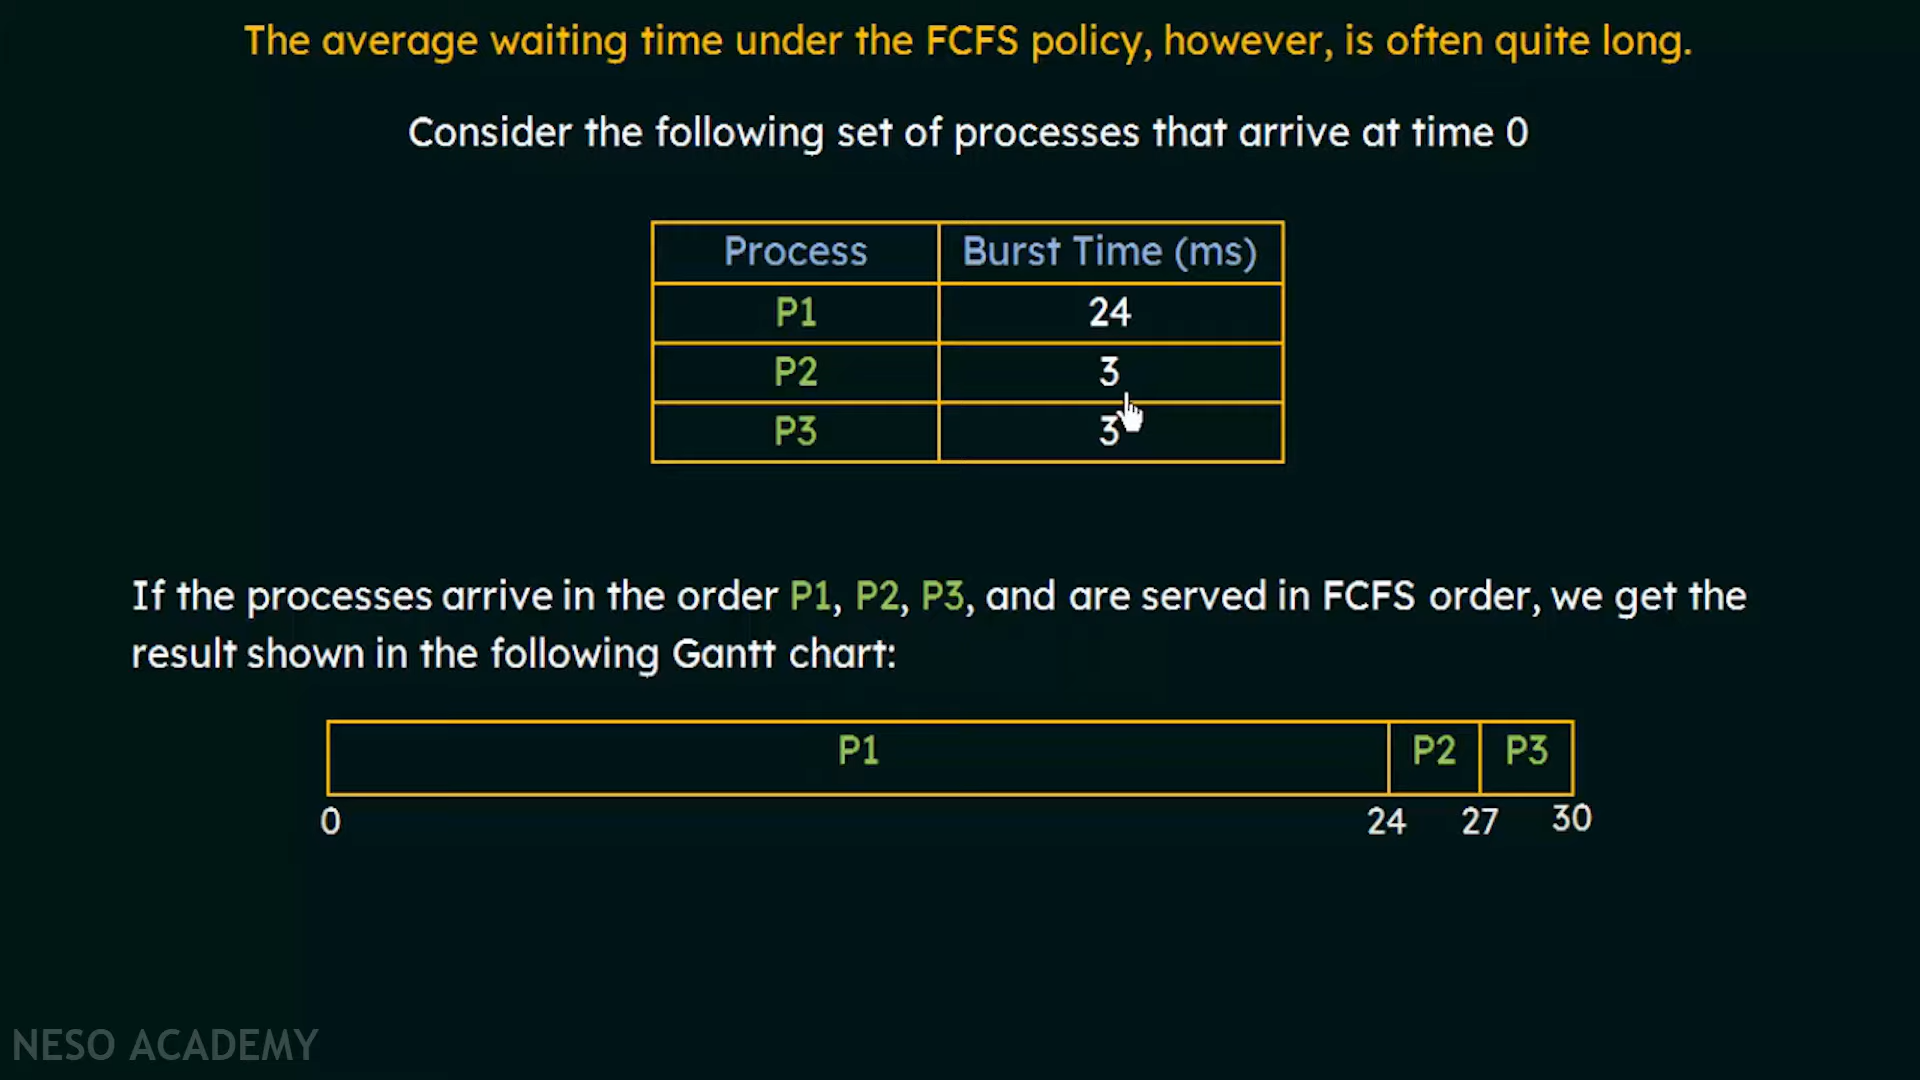 The average waiting time under the FCFS policy, however, is often quite long.
Consider the following set of processes that arrive at time 0
Process Burst Time (ms)
P1 24
P2 3
P3 3
If the processes arrive in the order P1, P2, P3, and are served in FCFS order, we get the
result shown in the following Gantt chart:
P1 P2 P3
0 24 27 30
NESO ACADEMY